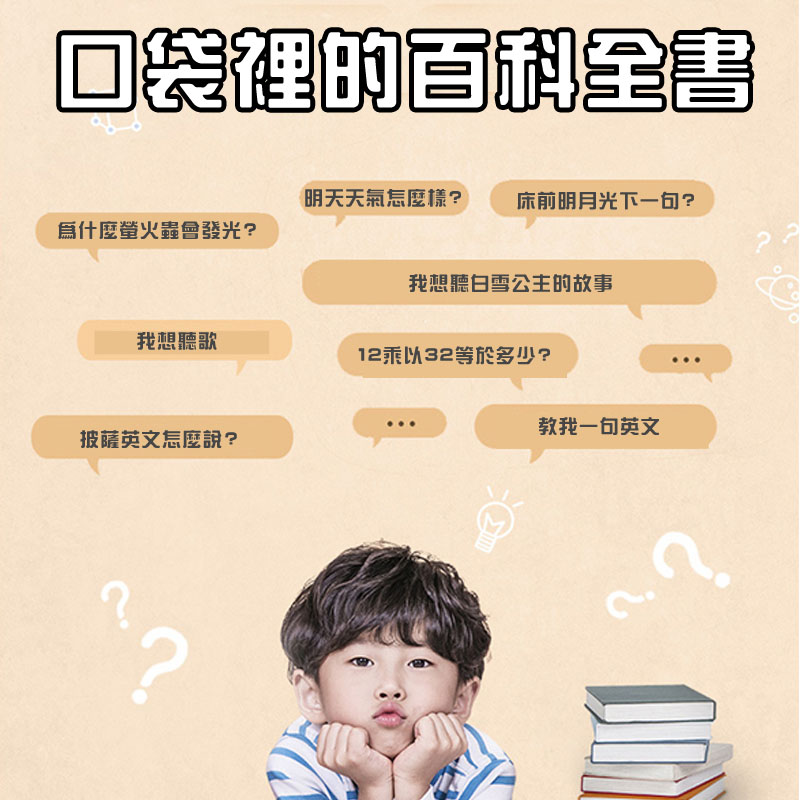 口袋裡的百科全書
明天天氣怎麼樣？
床前明月光下一句？
為什麼螢火蟲會發光？
我想聽白雪公主的故事
我想聽歌
12乘以32等於多少？
...
...
教我一句英文
披薩英文怎麼說？